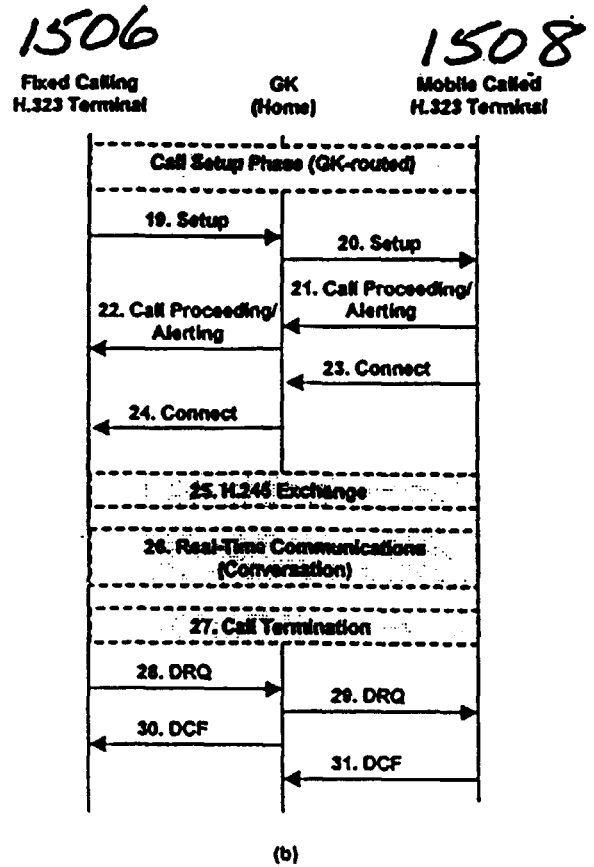 1506
1508
Fixed Calling
H.323 Terminal
GK
(Home)
Mobile Called
H.323 Terminal
Call Setup Phase (GK-routed)
19. Setup
20. Setup
21. Call Proceeding/
Alerting
22. Call Proceeding/
Alerting
23. Connect
24. Connect
25. H.245 Exchange
26. Real-Time Communications
(Conversation)
27. Call Termination
28. DRQ
29. DRQ
30. DCF
31. DCF
(b)